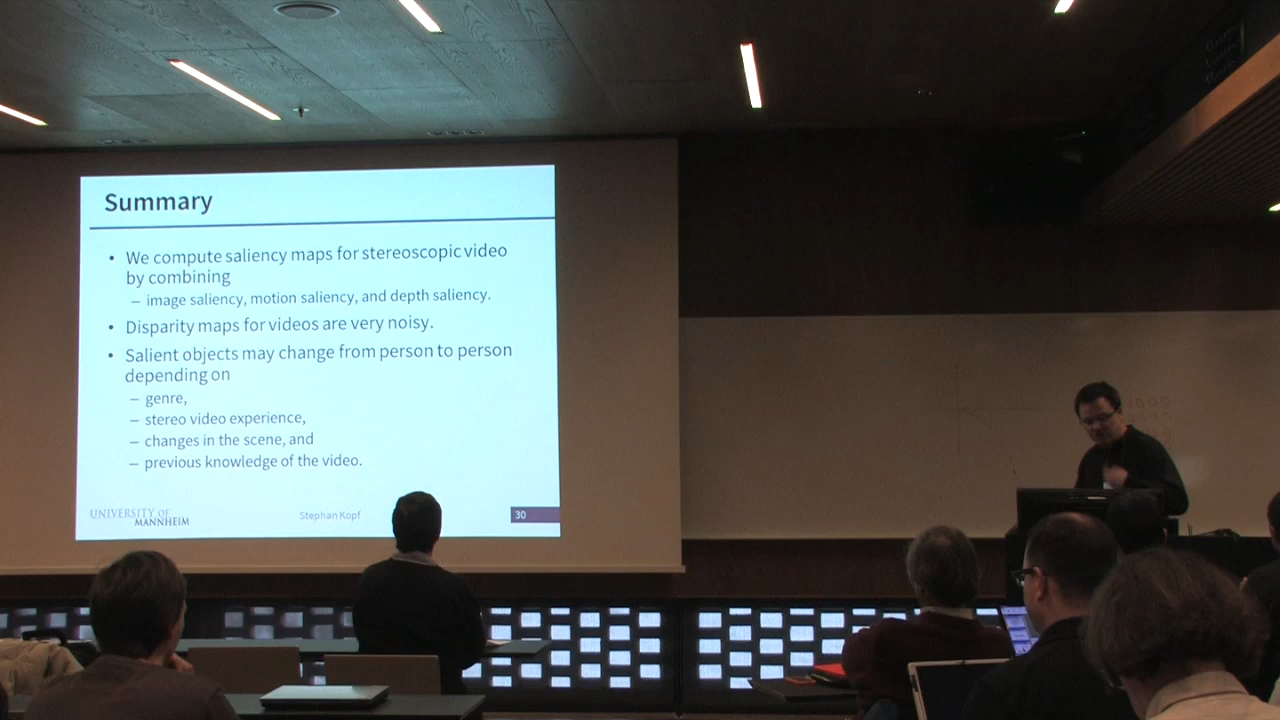 Summary
• We compute saliency maps for stereoscopic video
by combining
– image saliency, motion saliency, and depth saliency.
• Disparity maps for videos are very noisy.
• Salient objects may change from person to person
depending on
– genre,
– stereo video experience,
– changes in the scene, and
– previous knowledge of the video.
UNIVERSITY OF
MANNHEIM
Stephan Kopf
30